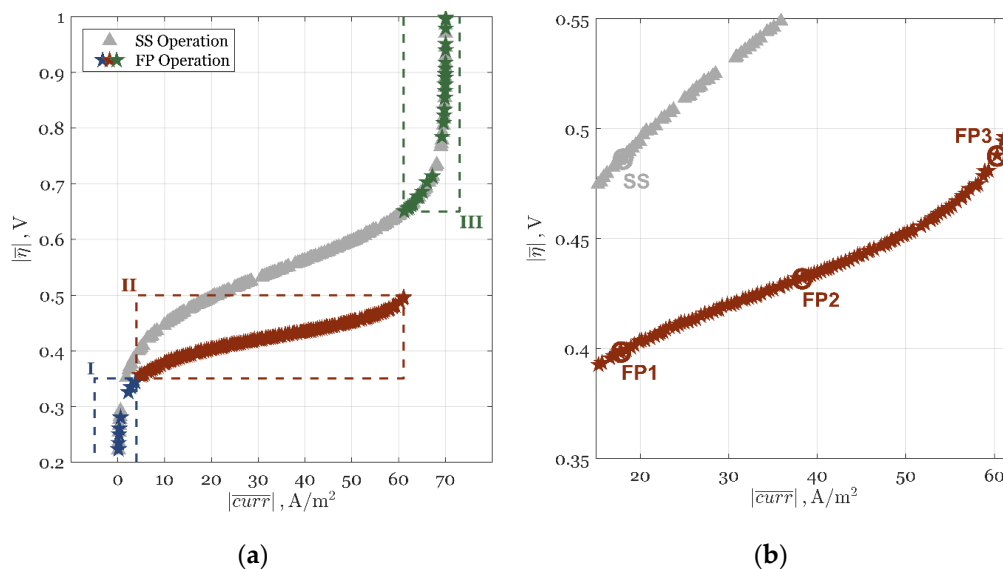 SS Operation
FP Operation
1
0.9
0.8
0.7
0.6
0.5
0.4
0.3
0.2
|η̄| , V
I
II
III
0 10 20 30 40 50 60 70
|c̅u̅r̅r̅| , A/m²
(a)
0.55
0.5
0.45
0.4
0.35
|η̄| , V
SS
FP1
FP2
FP3
20 30 40 50 60
|c̅u̅r̅r̅| , A/m²
(b)